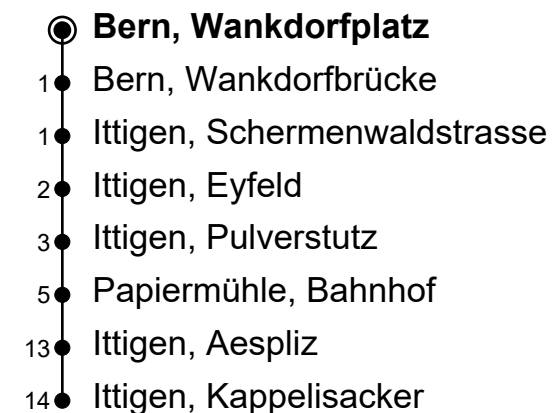 Bern, Wankdorfplatz
1 Bern, Wankdorfbrücke
1 Ittigen, Schermenwaldstrasse
2 Ittigen, Eyfeld
3 Ittigen, Pulverstutz
5 Papiermühle, Bahnhof
13 Ittigen, Aespliz
14 Ittigen, Kappelisacker